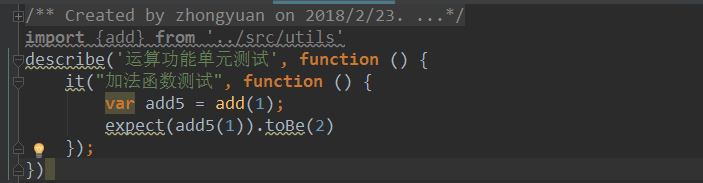 /** Created by zhongyuan on 2018/2/23. ...*/
import {add} from '../src/utils'
describe('运算功能单元测试', function () {
    it("加法函数测试", function () {
        var add5 = add(1);
        expect(add5(1)).toBe(2)
    });
})